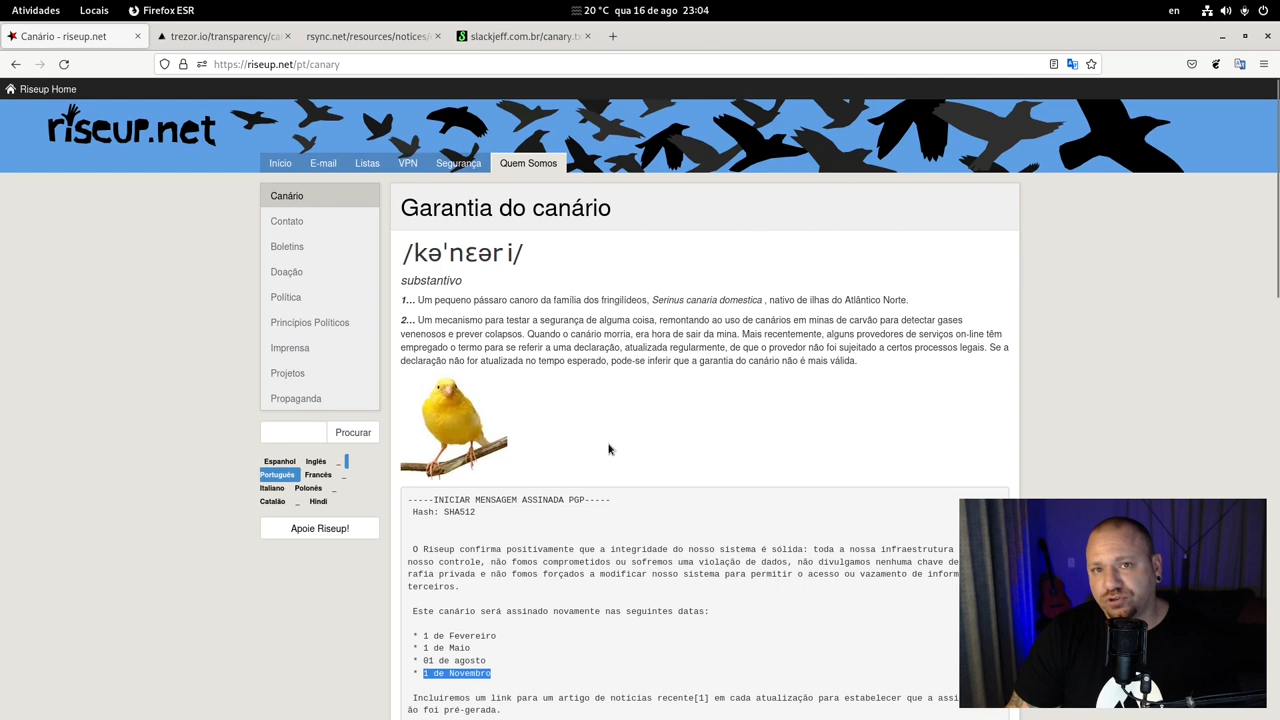 Atividades Locais Firefox ESR 20 °C qua 16 de ago 23:04 en
Canário - riseup.net × trezor.io/transparency/ca × rsync.net/resources/notices/ × slackjeff.com.br/canary.tx × +
https://riseup.net/pt/canary
Riseup Home
riseup.net
Início E-mail Listas VPN Segurança Quem Somos
Canário
Contato
Boletins
Doação
Política
Princípios Políticos
Imprensa
Projetos
Propaganda
Procurar
Espanhol Inglês _
Português Francês _
Italiano Polonês _
Catalão _ Hindi
Apoie Riseup!
Garantia do canário
/kəˈnɛəri/
substantivo
1... Um pequeno pássaro canoro da família dos fringilídeos, Serinus canaria domestica , nativo de ilhas do Atlântico Norte.
2... Um mecanismo para testar a segurança de alguma coisa, remontando ao uso de canários em minas de carvão para detectar gases
venenosos e prever colapsos. Quando o canário morria, era hora de sair da mina. Mais recentemente, alguns provedores de serviços on-line têm
empregado o termo para se referir a uma declaração, atualizada regularmente, de que o provedor não foi sujeitado a certos processos legais. Se a
declaração não for atualizada no tempo esperado, pode-se inferir que a garantia do canário não é mais válida.
-----INICIAR MENSAGEM ASSINADA PGP-----
Hash: SHA512
O Riseup confirma positivamente que a integridade do nosso sistema é sólida: toda a nossa infraestrutura
nosso controle, não fomos comprometidos ou sofremos uma violação de dados, não divulgamos nenhuma chave de
rafia privada e não fomos forçados a modificar nosso sistema para permitir o acesso ou vazamento de inform
terceiros.
Este canário será assinado novamente nas seguintes datas:
* 1 de Fevereiro
* 1 de Maio
* 01 de agosto
* 1 de Novembro
Incluiremos um link para um artigo de notícias recente[1] em cada atualização para estabelecer que a assi
ão foi pré-gerada.